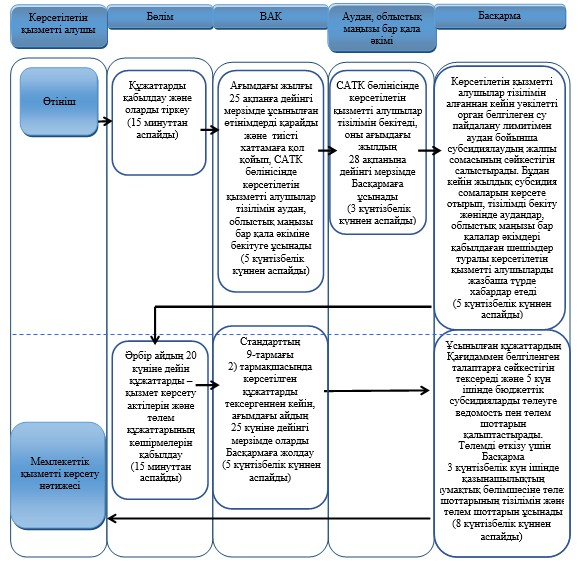 Көрсетілетін
қызметті алушы
Бөлім
ВАК
Аудан, облыстық
маңызы бар қала
әкімі
Басқарма
Өтініш
Құжаттарды
қабылдау және
оларды тіркеу
(15 минуттан
аспайды)
Ағымдағы жылғы
25 ақпанға дейінгі
мерзімде ұсынылған
өтінімдерді қарайды
және тиісті
хаттамаға қол
қойып, САТК
бөлінісінде
көрсетілетін
қызметті алушылар
тізілімін аудан,
облыстық маңызы
бар қала әкіміне
бекітуге ұсынады
(5 күнтізбелік
күннен аспайды)
САТК бөлінісінде
көрсетілетін
қызметті алушылар
тізілімін бекітеді,
оны ағымдағы
жылдың
28 ақпанына
дейінгі мерзімде
Басқармаға
ұсынады
(3 күнтізбелік
күннен аспайды)
Көрсетілетін қызметті
алушылар тізілімін
алғаннан кейін уәкілетті
орган белгілеген су
пайдалану лимитімен
аудан бойынша
субсидиялаудың жалпы
сомасының сәйкестігін
салыстырады. Бұдан
кейін жылдық субсидия
сомаларын көрсете
отырып, тізілімді бекіту
жөнінде аудандар,
облыстық маңызы бар
қалалар әкімдері
қабылдаған шешімдер
туралы көрсетілетін
қызметті алушыларды
жазбаша түрде
хабардар етеді
(5 күнтізбелік күннен
аспайды)
Әрбір айдың 20
күніне дейін
құжаттарды –
қызмет көрсету
актілерін және
төлем
құжаттарының
көшірмелерін
қабылдау
(15 минуттан
аспайды)
Стандарттың
9-тармағы
2) тармақшасында
көрсетілген
құжаттарды
тексергеннен кейін,
ағымдағы айдың
25 күніне дейінгі
мерзімде оларды
Басқармаға жолдау
(5 күнтізбелік күннен
аспайды)
Ұсынылған құжаттардың
Қағидаммен белгіленген
талаптарға сәйкестігін
тексереді және 5 күн
ішінде бюджеттік
субсидияларды төлеуге
ведомость пен төлем
шоттарын
қалыптастырады.
Төлемді өткізу үшін
Басқарма
3 күнтізбелік күн ішінде
қазынашылықтың
умақтық бөлімшесіне төлем
шоттарының тізілімін және
төлем шоттарын ұсынады
(8 күнтізбелік күннен
аспайды)
Мемлекеттік
қызметті көрсету
нәтижесі